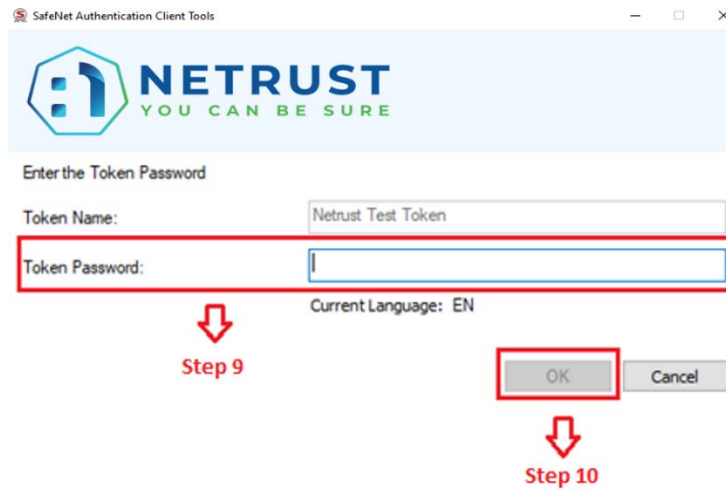 SafeNet Authentication Client Tools
NETRUST
YOU CAN BE SURE
Enter the Token Password
Token Name: Netrust Test Token
Token Password:
Current Language: EN
Step 9
OK Cancel
Step 10